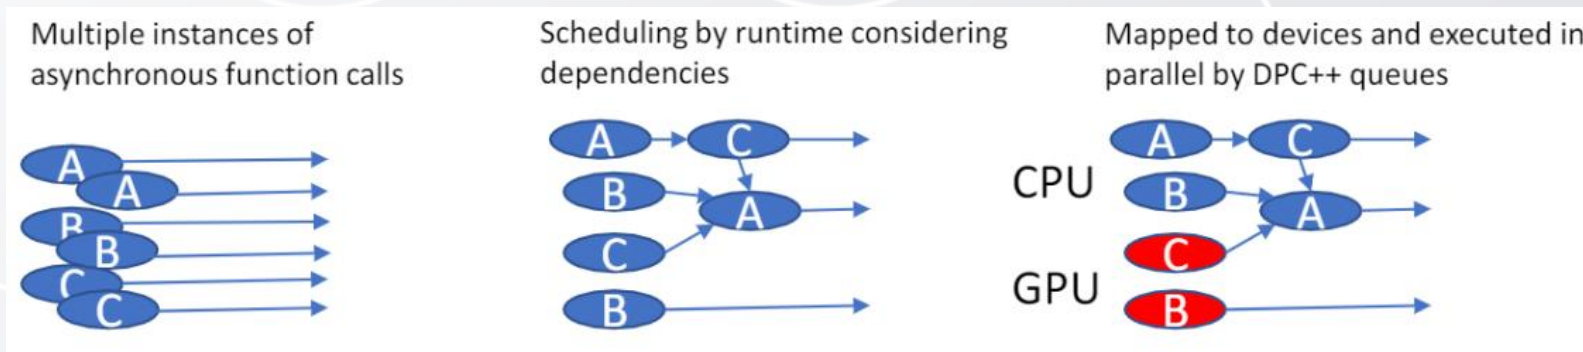 Multiple instances of
asynchronous function calls
A
A
B
B
C
C
Scheduling by runtime considering
dependencies
A C
B
A
C
B
Mapped to devices and executed in
parallel by DPC++ queues
A C
CPU
B
A
C
GPU
B